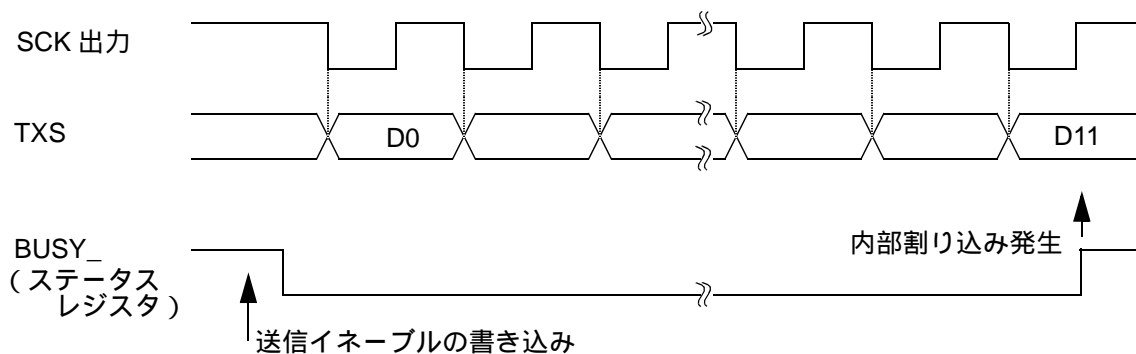 SCK 出力
TXS
D0
D11
内部割り込み発生
BUSY_
（ステータス
レジスタ）
送信イネーブルの書き込み